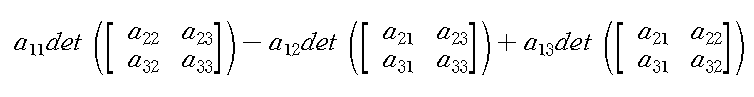 a₁₁det ([ a₂₂ a₂₃ ; a₃₂ a₃₃ ]) − a₁₂det ([ a₂₁ a₂₃ ; a₃₁ a₃₃ ]) + a₁₃det ([ a₂₁ a₂₂ ; a₃₁ a₃₂ ])